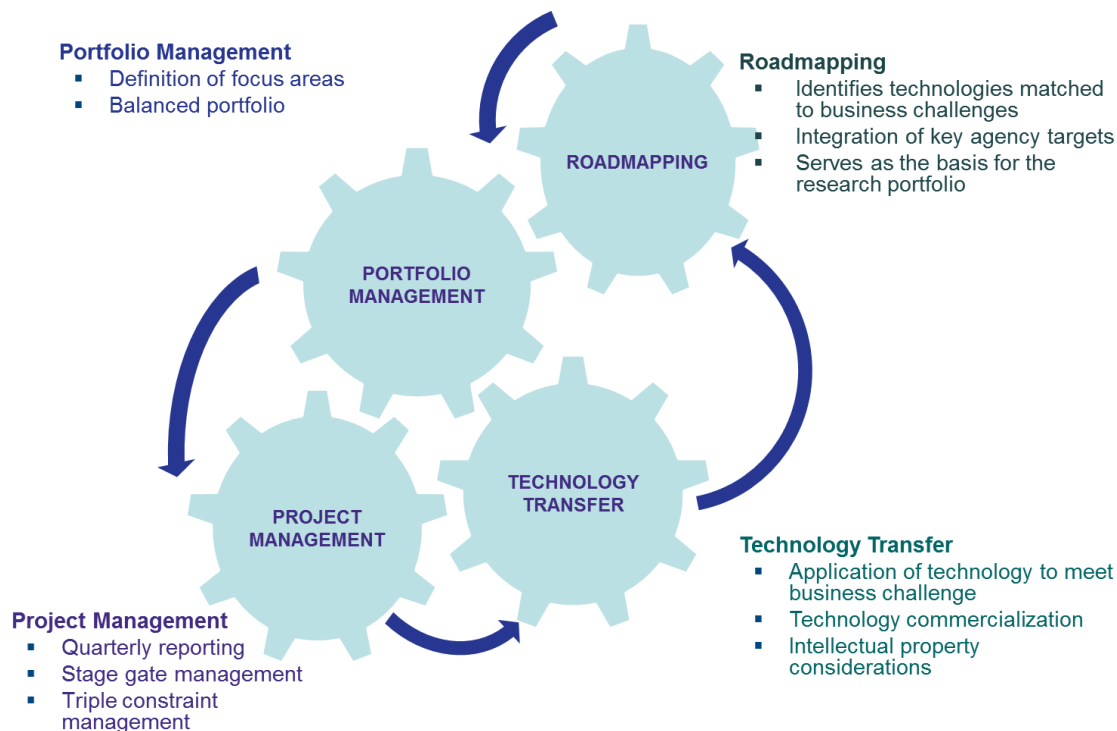 Portfolio Management
▪ Definition of focus areas
▪ Balanced portfolio
Roadmapping
▪ Identifies technologies matched
to business challenges
▪ Integration of key agency targets
▪ Serves as the basis for the
research portfolio
ROADMAPPING
PORTFOLIO
MANAGEMENT
TECHNOLOGY
TRANSFER
PROJECT
MANAGEMENT
Technology Transfer
▪ Application of technology to meet
business challenge
▪ Technology commercialization
▪ Intellectual property
considerations
Project Management
▪ Quarterly reporting
▪ Stage gate management
▪ Triple constraint
management